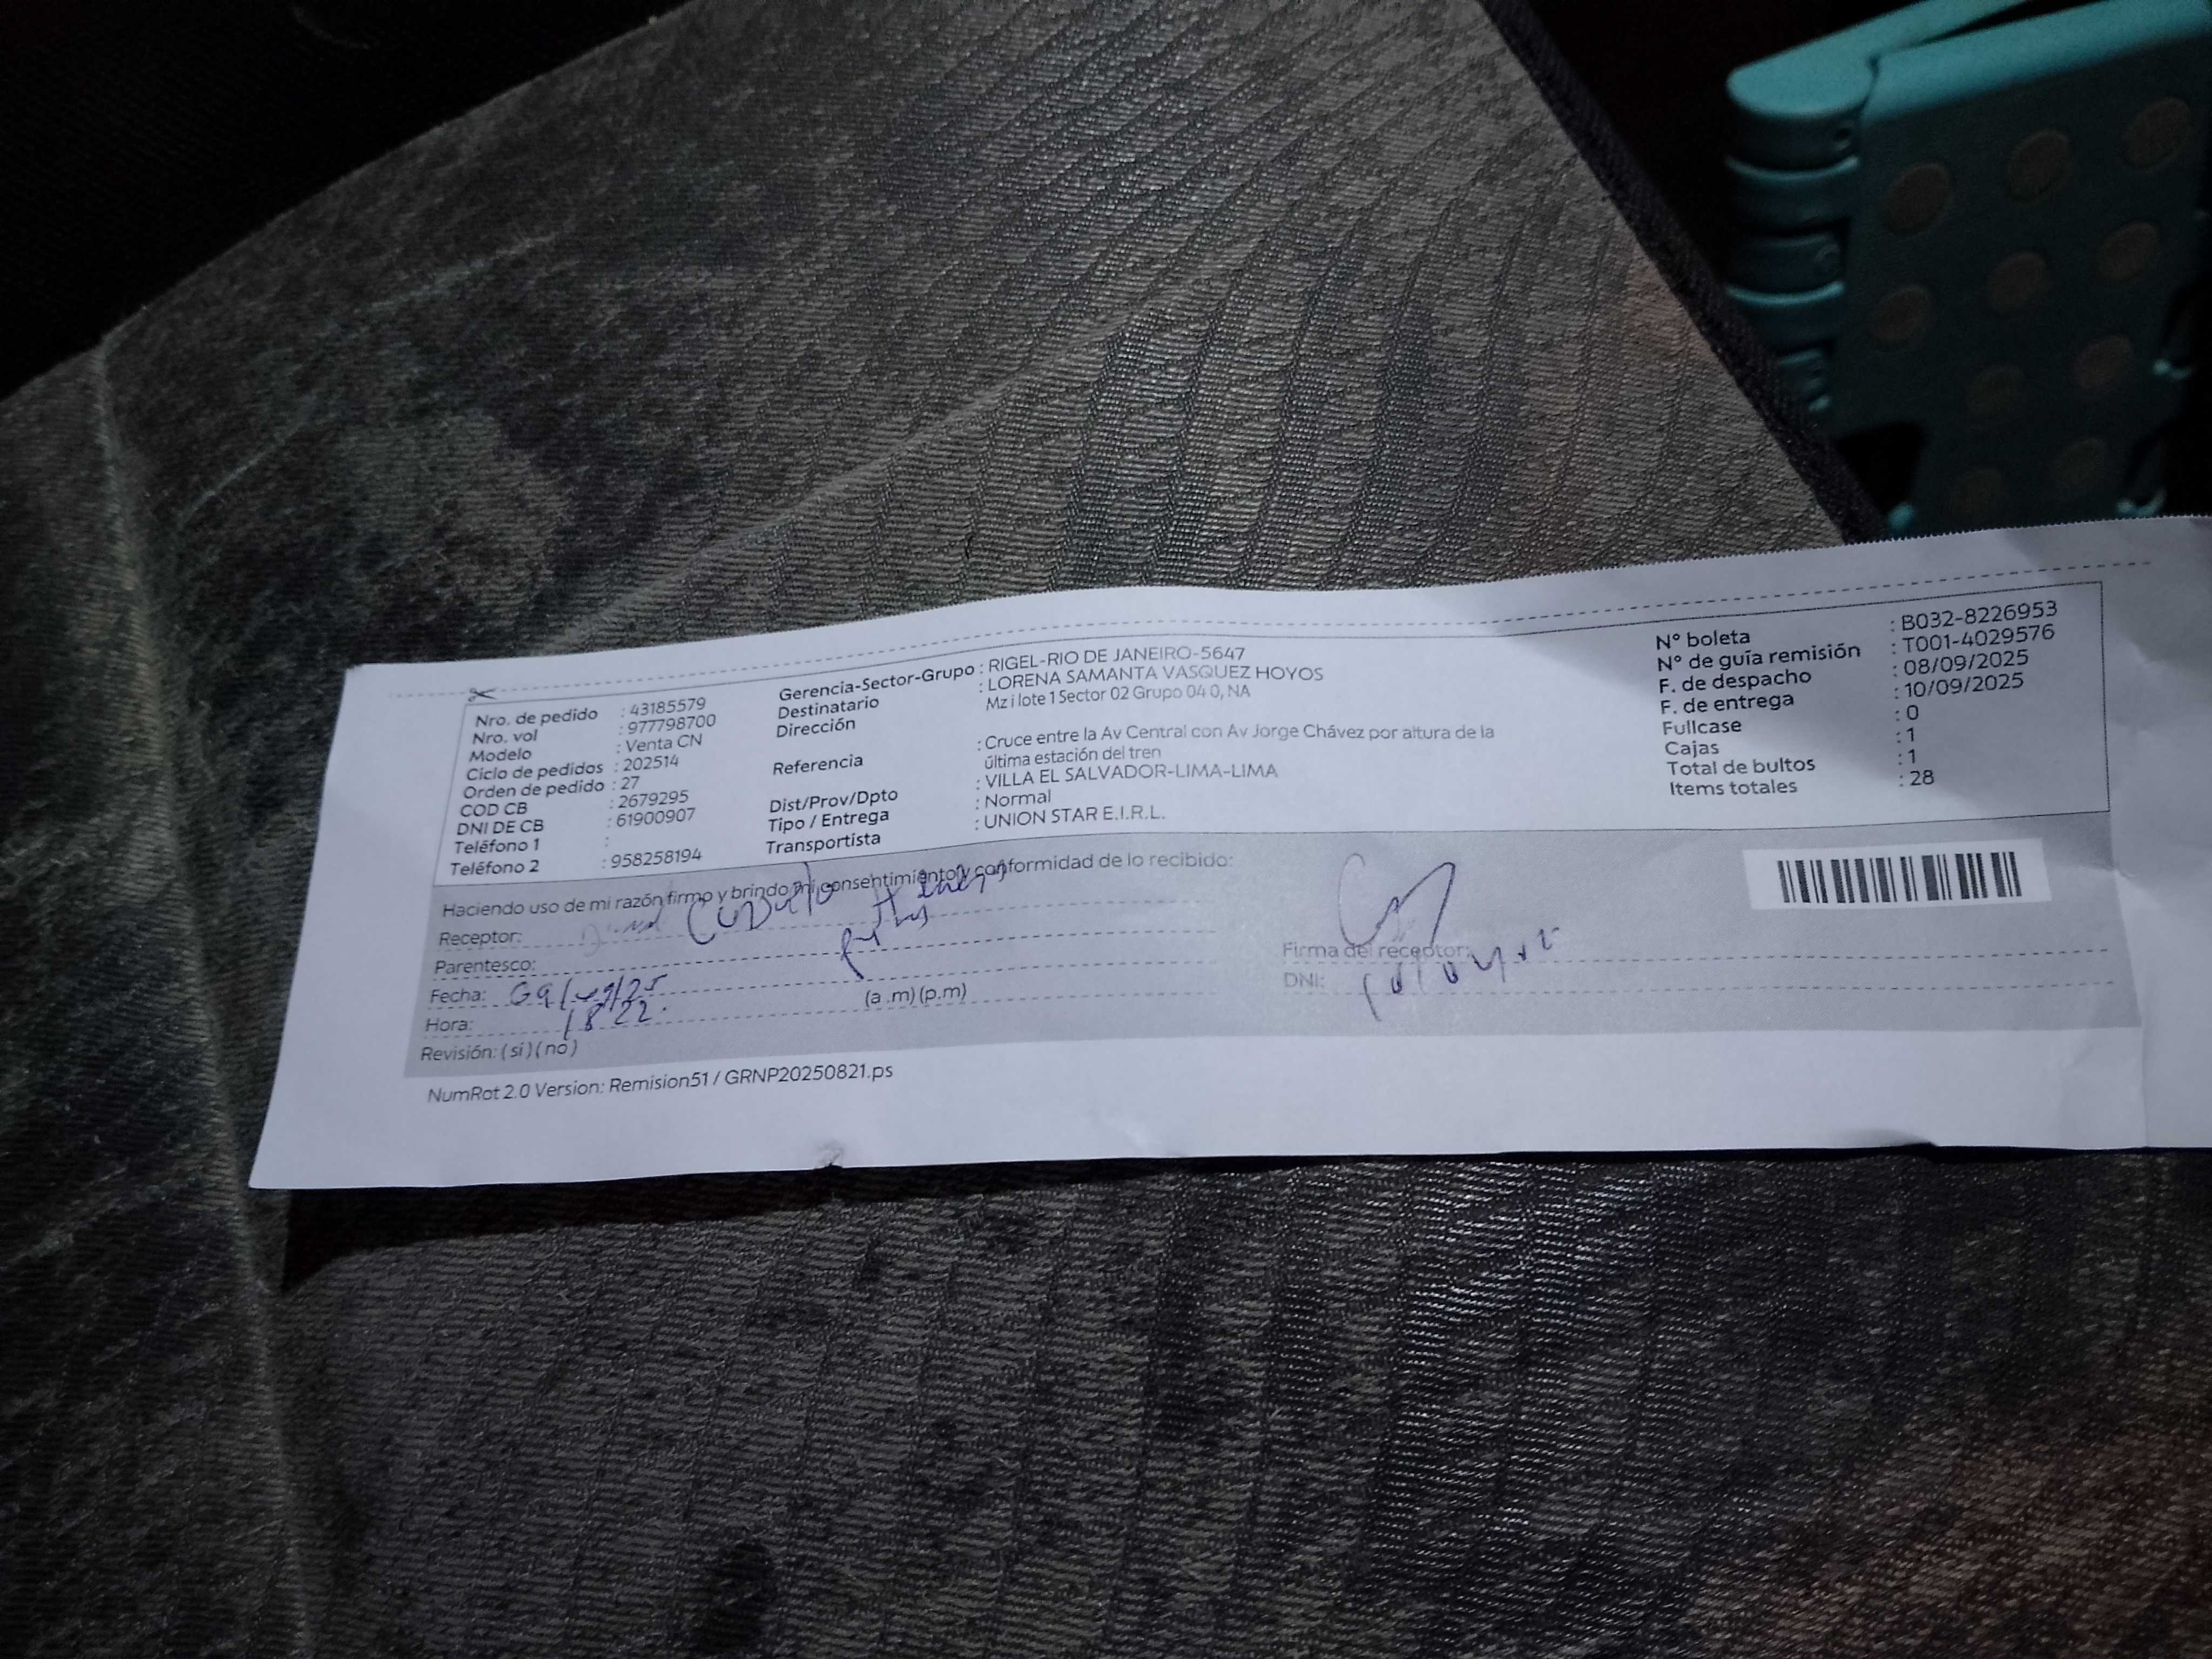 Nro. de pedido : 43185579
Nro. vol : 977798700
Modelo : Venta CN
Ciclo de pedidos : 202514
Orden de pedido : 27
COD CB : 2679295
DNI DE CB : 61900907
Teléfono 1 :
Teléfono 2 : 958258194
Gerencia-Sector-Grupo : RIGEL-RIO DE JANEIRO-5647
Destinatario : LORENA SAMANTA VASQUEZ HOYOS
Dirección Mz i lote 1 Sector 02 Grupo 04 0, NA
Referencia : Cruce entre la Av Central con Av Jorge Chávez por altura de la
última estación del tren
Dist/Prov/Dpto : VILLA EL SALVADOR-LIMA-LIMA
Tipo / Entrega : Normal
Transportista : UNION STAR E.I.R.L.
N° boleta : B032-8226953
N° de guía remisión : T001-4029576
F. de despacho : 08/09/2025
F. de entrega : 10/09/2025
Fullcase : 0
Cajas : 1
Total de bultos : 1
Items totales : 28
Haciendo uso de mi razón firmo y brindo mi consentimiento y conformidad de lo recibido:
Receptor:
Parentesco:
Fecha:
Hora: 18 22 (a.m)(p.m)
Revisión: (si)(no)
Firma del receptor:
DNI:
NumRot 2.0 Version: Remision51 / GRNP20250821.ps